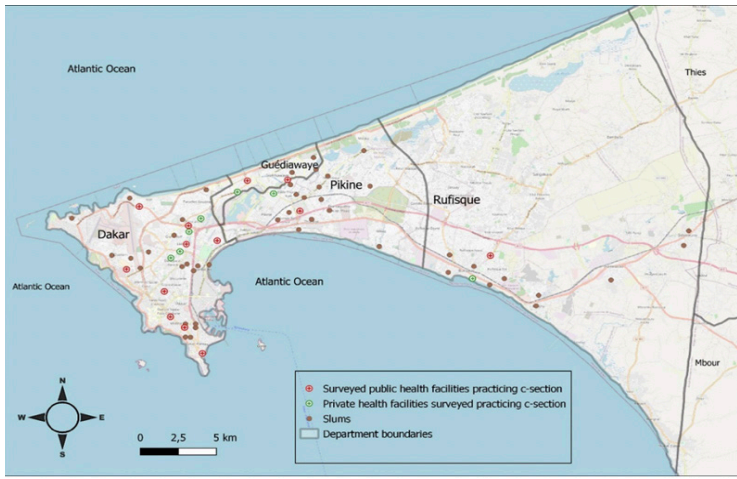 Atlantic Ocean
Thies
Guédiawaye
Pikine
Rufisque
Dakar
Atlantic Ocean
Atlantic Ocean
Mbour
N
W E
S
0 2,5 5 km
Surveyed public health facilities practicing c-section
Private health facilities surveyed practicing c-section
Slums
Department boundaries